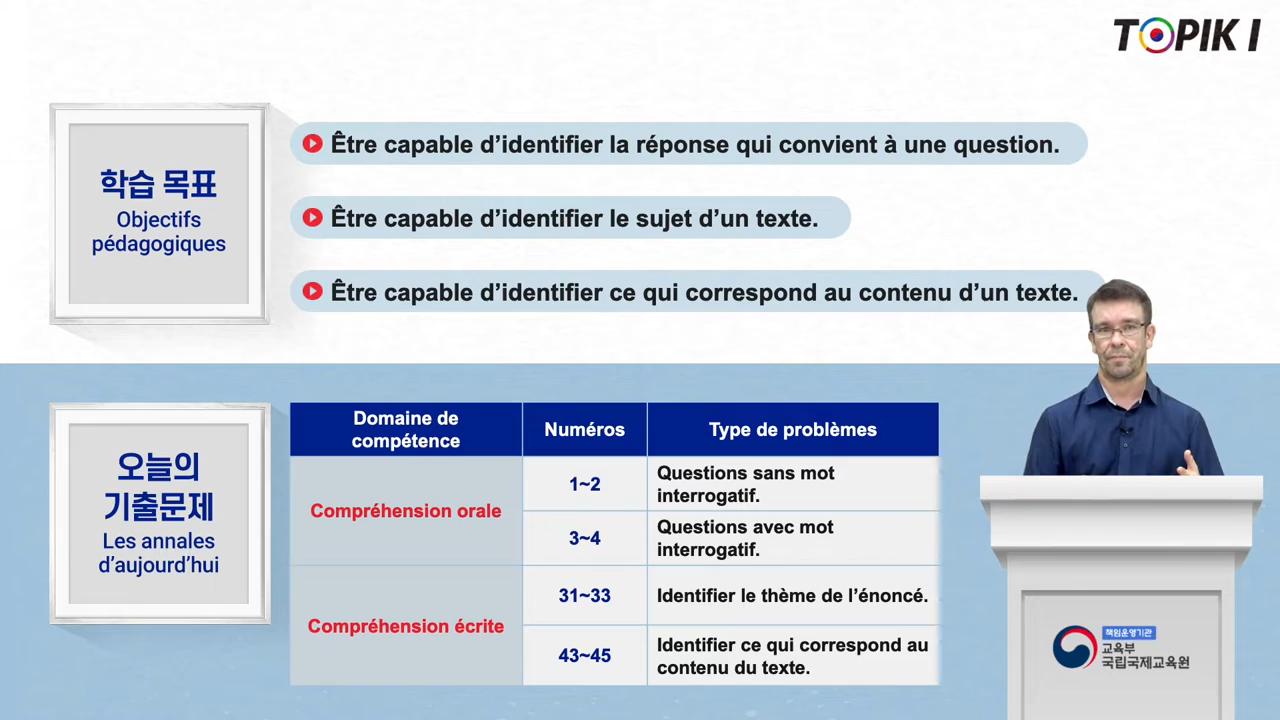 TOPIK I
학습 목표
Objectifs
pédagogiques
Être capable d’identifier la réponse qui convient à une question.
Être capable d’identifier le sujet d’un texte.
Être capable d’identifier ce qui correspond au contenu d’un texte.
오늘의
기출문제
Les annales
d’aujourd’hui
Domaine de
compétence
Numéros
Type de problèmes
Compréhension orale
1~2
Questions sans mot
interrogatif.
3~4
Questions avec mot
interrogatif.
Compréhension écrite
31~33
Identifier le thème de l’énoncé.
43~45
Identifier ce qui correspond au
contenu du texte.
책임운영기관
교육부
국립국제교육원